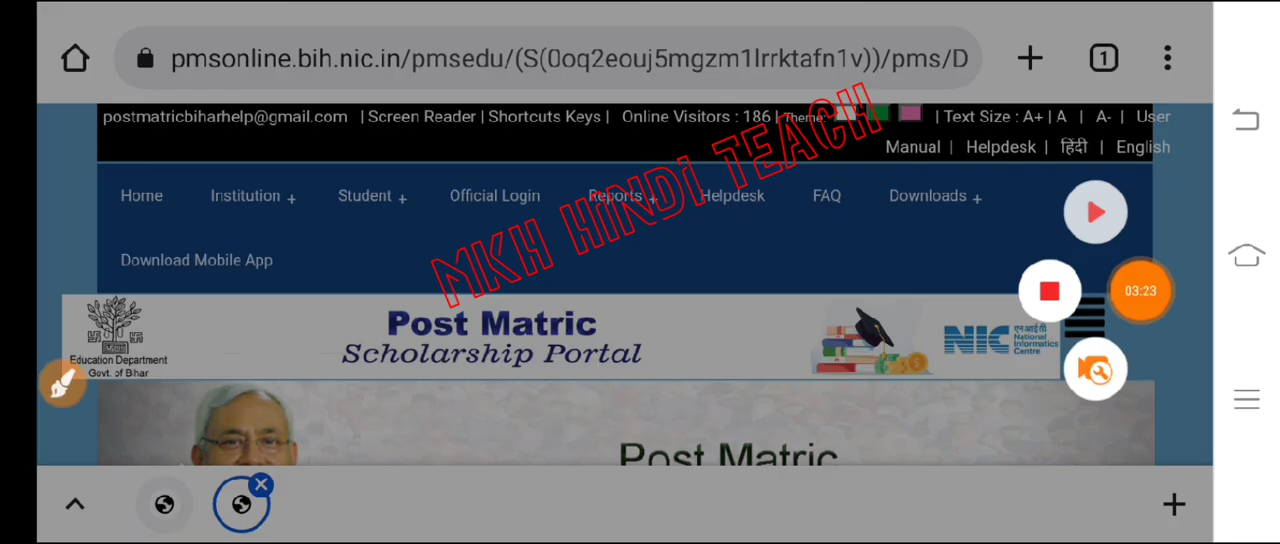 pmsonline.bih.nic.in/pmsedu/(S(0oq2eouj5mgzm1lrrktafn1v))/pms/D
1
postmatricbiharhelp@gmail.com | Screen Reader | Shortcuts Keys | Online Visitors : 186 | Theme: | Text Size : A+ | A | A- | User
Manual | Helpdesk | हिंदी | English
MKH HINDI TEACH
Home Institution + Student + Official Login Reports + Helpdesk FAQ Downloads +
Download Mobile App
03:23
Education Department
Govt. of Bihar
Post Matric
Scholarship Portal
NIC एनआईसी
National
Informatics
Centre
Post Matric